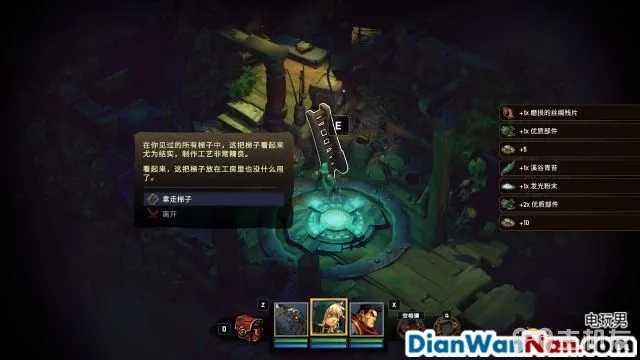 E
在你见过的所有梯子中，这把梯子看起来
尤为结实，制作工艺非常精良。
看起来，这把梯子放在工房里也没什么用
了。
拿走梯子
离开
+1x 磨损的丝绸残片
+1x 优质部件
+5
+1x 溪谷青苔
+1x 发光粉末
+2x 优质部件
+10
Z
X
0
空格键
Q
电玩男
DianWanNan.com